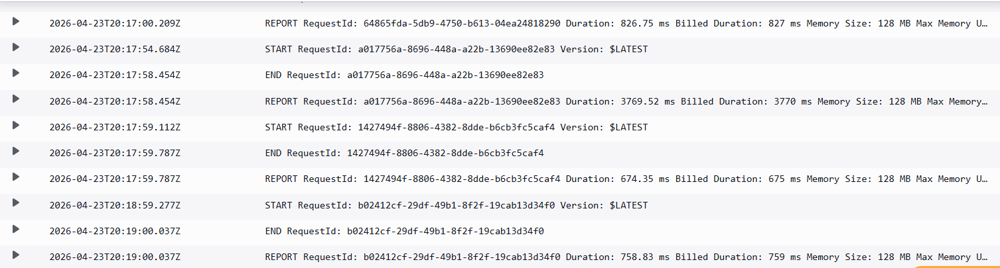 2026-04-23T20:17:00.209Z REPORT RequestId: 64865fda-5db9-4750-b613-04ea24818290 Duration: 826.75 ms Billed Duration: 827 ms Memory Size: 128 MB Max Memory U…
2026-04-23T20:17:54.684Z START RequestId: a017756a-8696-448a-a22b-13690ee82e83 Version: $LATEST
2026-04-23T20:17:58.454Z END RequestId: a017756a-8696-448a-a22b-13690ee82e83
2026-04-23T20:17:58.454Z REPORT RequestId: a017756a-8696-448a-a22b-13690ee82e83 Duration: 3769.52 ms Billed Duration: 3770 ms Memory Size: 128 MB Max Memory…
2026-04-23T20:17:59.112Z START RequestId: 1427494f-8806-4382-8dde-b6cb3fc5caf4 Version: $LATEST
2026-04-23T20:17:59.787Z END RequestId: 1427494f-8806-4382-8dde-b6cb3fc5caf4
2026-04-23T20:17:59.787Z REPORT RequestId: 1427494f-8806-4382-8dde-b6cb3fc5caf4 Duration: 674.35 ms Billed Duration: 675 ms Memory Size: 128 MB Max Memory U…
2026-04-23T20:18:59.277Z START RequestId: b02412cf-29df-49b1-8f2f-19cab13d34f0 Version: $LATEST
2026-04-23T20:19:00.037Z END RequestId: b02412cf-29df-49b1-8f2f-19cab13d34f0
2026-04-23T20:19:00.037Z REPORT RequestId: b02412cf-29df-49b1-8f2f-19cab13d34f0 Duration: 758.83 ms Billed Duration: 759 ms Memory Size: 128 MB Max Memory U…